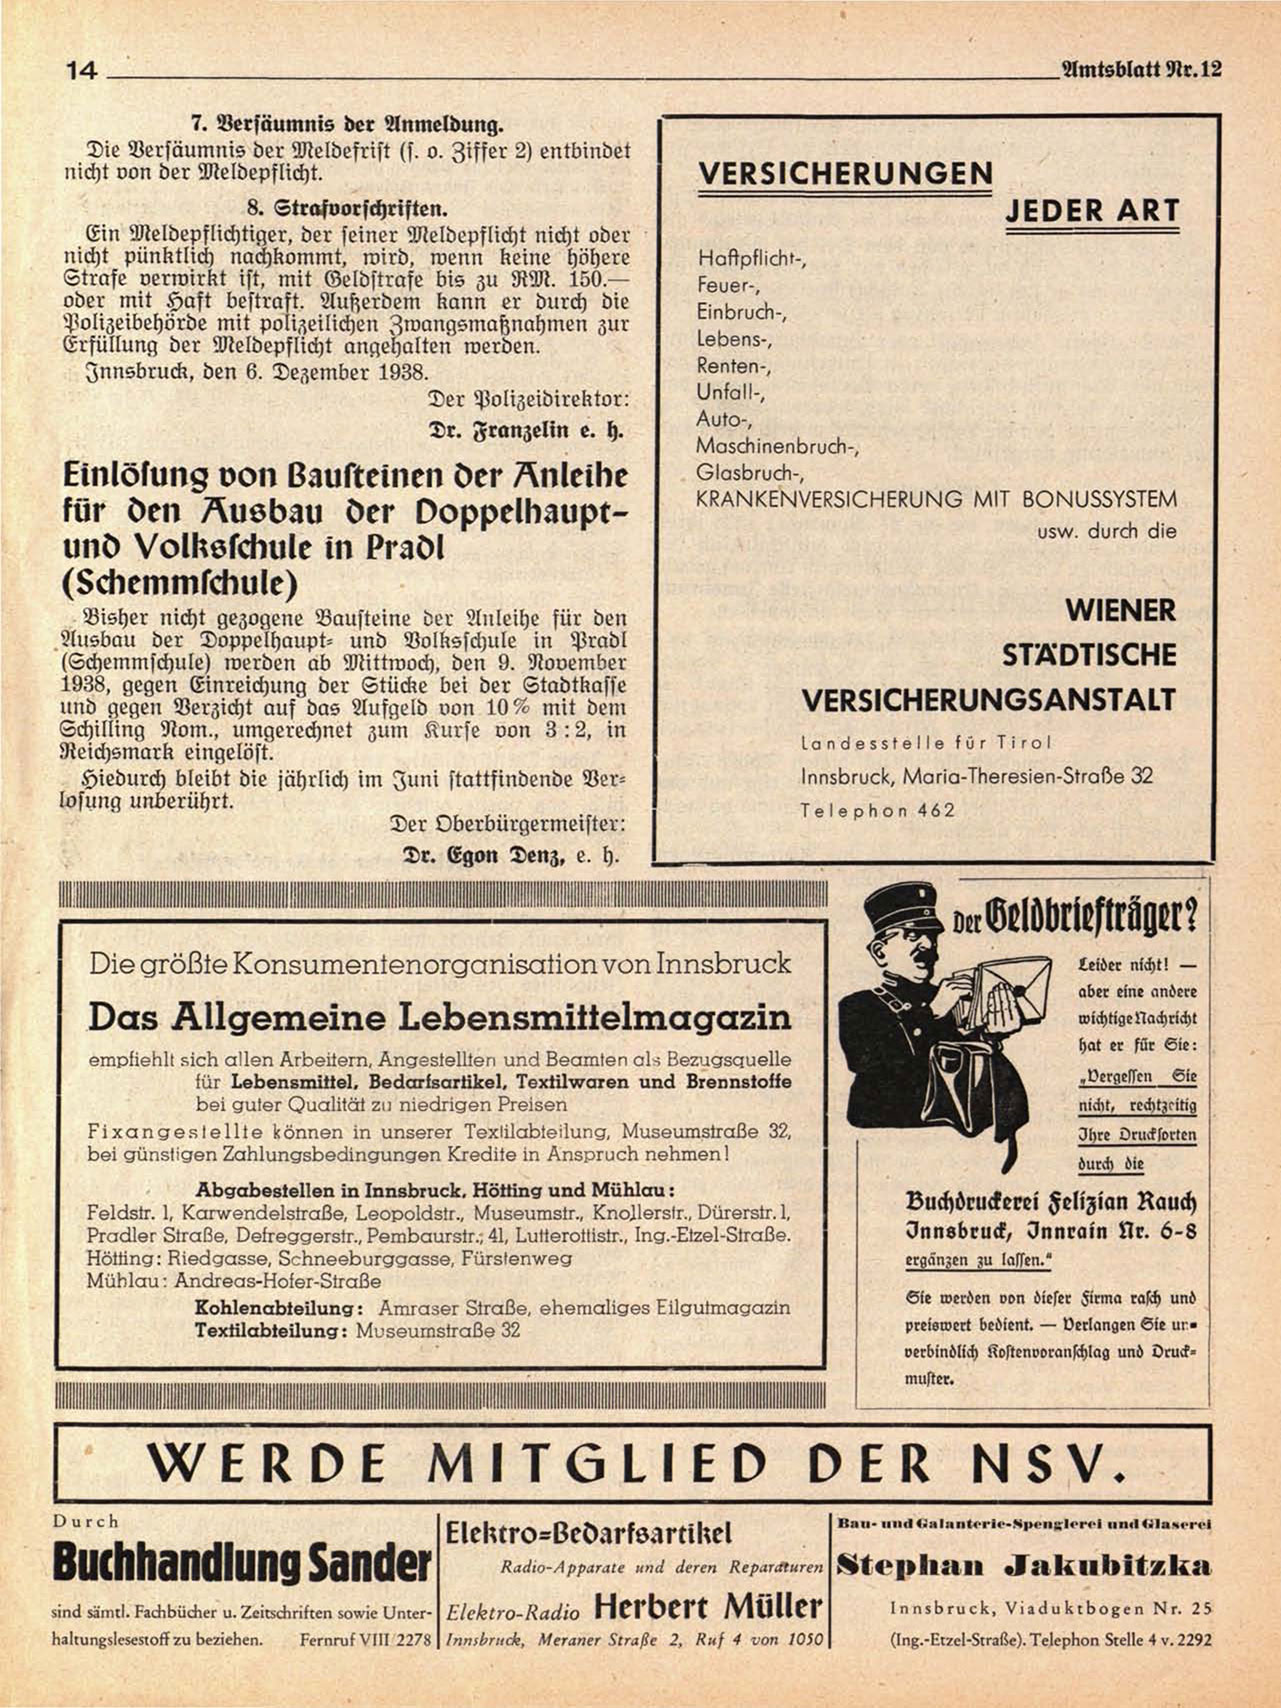 14
Amtsblatt Nr. 12
7. Versäumnis der Anmeldung.
Die Versäumnis der Meldefrist (s. o. Ziffer 2) entbindet
nicht von der Meldepflicht.
8. Strafvorschriften.
Ein Meldepflichtiger, der seiner Meldepflicht nicht oder
nicht pünktlich nachkommt, wird, wenn keine höhere
Strafe verwirkt ist, mit Geldstrafe bis zu RM. 150.—
oder mit Haft bestraft. Außerdem kann er durch die
Polizeibehörde mit polizeilichen Zwangsmaßnahmen zur
Erfüllung der Meldepflicht angehalten werden.
Innsbruck, den 6. Dezember 1938.
Der Polizeidirektor:
Dr. Franzelin e. h.
Einlösung von Bausteinen der Anleihe
für den Ausbau der Doppelhaupt-
und Volksschule in Pradl
(Schemmschule)
Bisher nicht gezogene Bausteine der Anleihe für den
Ausbau der Doppelhaupt- und Volksschule in Pradl
(Schemmschule) werden ab Mittwoch, den 9. November
1938, gegen Einreichung der Stücke bei der Stadtkasse
und gegen Verzicht auf das Aufgeld von 10% mit dem
Schilling Nom., umgerechnet zum Kurse von 3:2, in
Reichsmark eingelöst.
Hiedurch bleibt die jährlich im Juni stattfindende Ver-
losung unberührt.
Der Oberbürgermeister:
Dr. Egon Denz, e. h.
VERSICHERUNGEN
JEDER ART
Haftpflicht-,
Feuer-,
Einbruch-,
Lebens-,
Renten-,
Unfall-,
Auto-,
Maschinenbruch-,
Glasbruch-,
KRANKENVERSICHERUNG MIT BONUSSYSTEM
usw. durch die
WIENER
STÄDTISCHE
VERSICHERUNGSANSTALT
Landesstelle für Tirol
Innsbruck, Maria-Theresien-Straße 32
Telephon 462
Die größte Konsumentenorganisation von Innsbruck
Das Allgemeine Lebensmittelmagazin
empfiehlt sich allen Arbeitern, Angestellten und Beamten als Bezugsquelle
für Lebensmittel, Bedarfsartikel, Textilwaren und Brennstoffe
bei guter Qualität zu niedrigen Preisen
Fixangestellte können in unserer Textilabteilung, Museumstraße 32,
bei günstigen Zahlungsbedingungen Kredite in Anspruch nehmen!
Abgabestellen in Innsbruck, Hötting und Mühlau:
Feldstr. 1, Karwendelstraße, Leopoldstr., Museumstr., Knollerstr., Dürerstr. 1,
Pradler Straße, Defreggerstr., Pembaurstr.; 41, Lutterottistr., Ing.-Etzel-Straße.
Hötting: Riedgasse, Schneeburggasse, Fürstenweg
Mühlau: Andreas-Hofer-Straße
Kohlenabteilung: Amraser Straße, ehemaliges Eilgutmagazin
Textilabteilung: Museumstraße 32
Der Geldbriefträger?
Leider nicht! —
aber eine andere
wichtige Nachricht
hat er für Sie:
„Vergessen Sie
nicht, rechtzeitig
Ihre Drucksorten
durch die
Buchdruckerei Felizian Rauch
Innsbruck, Innrain Nr. 6-8
ergänzen zu lassen."
Sie werden von dieser Firma rasch und
preiswert bedient. — Verlangen Sie un-
verbindlich Kostenvoranschlag und Druck-
muster.
WERDE MITGLIED DER NSV.
Durch
Buchhandlung Sander
sind sämtl. Fachbücher u. Zeitschriften sowie Unter-
haltungslesestoff zu beziehen. Fernruf VIII 2278
Elektro-Bedarfsartikel
Radio-Apparate und deren Reparaturen
Elektro-Radio Herbert Müller
Innsbruck, Meraner Straße 2, Ruf 4 von 1050
Bau- und Galanterie-Spenglerei und Glaserei
Stephan Jakubitzka
Innsbruck, Viaduktbogen Nr. 25
(Ing.-Etzel-Straße). Telephon Stelle 4 v. 2292